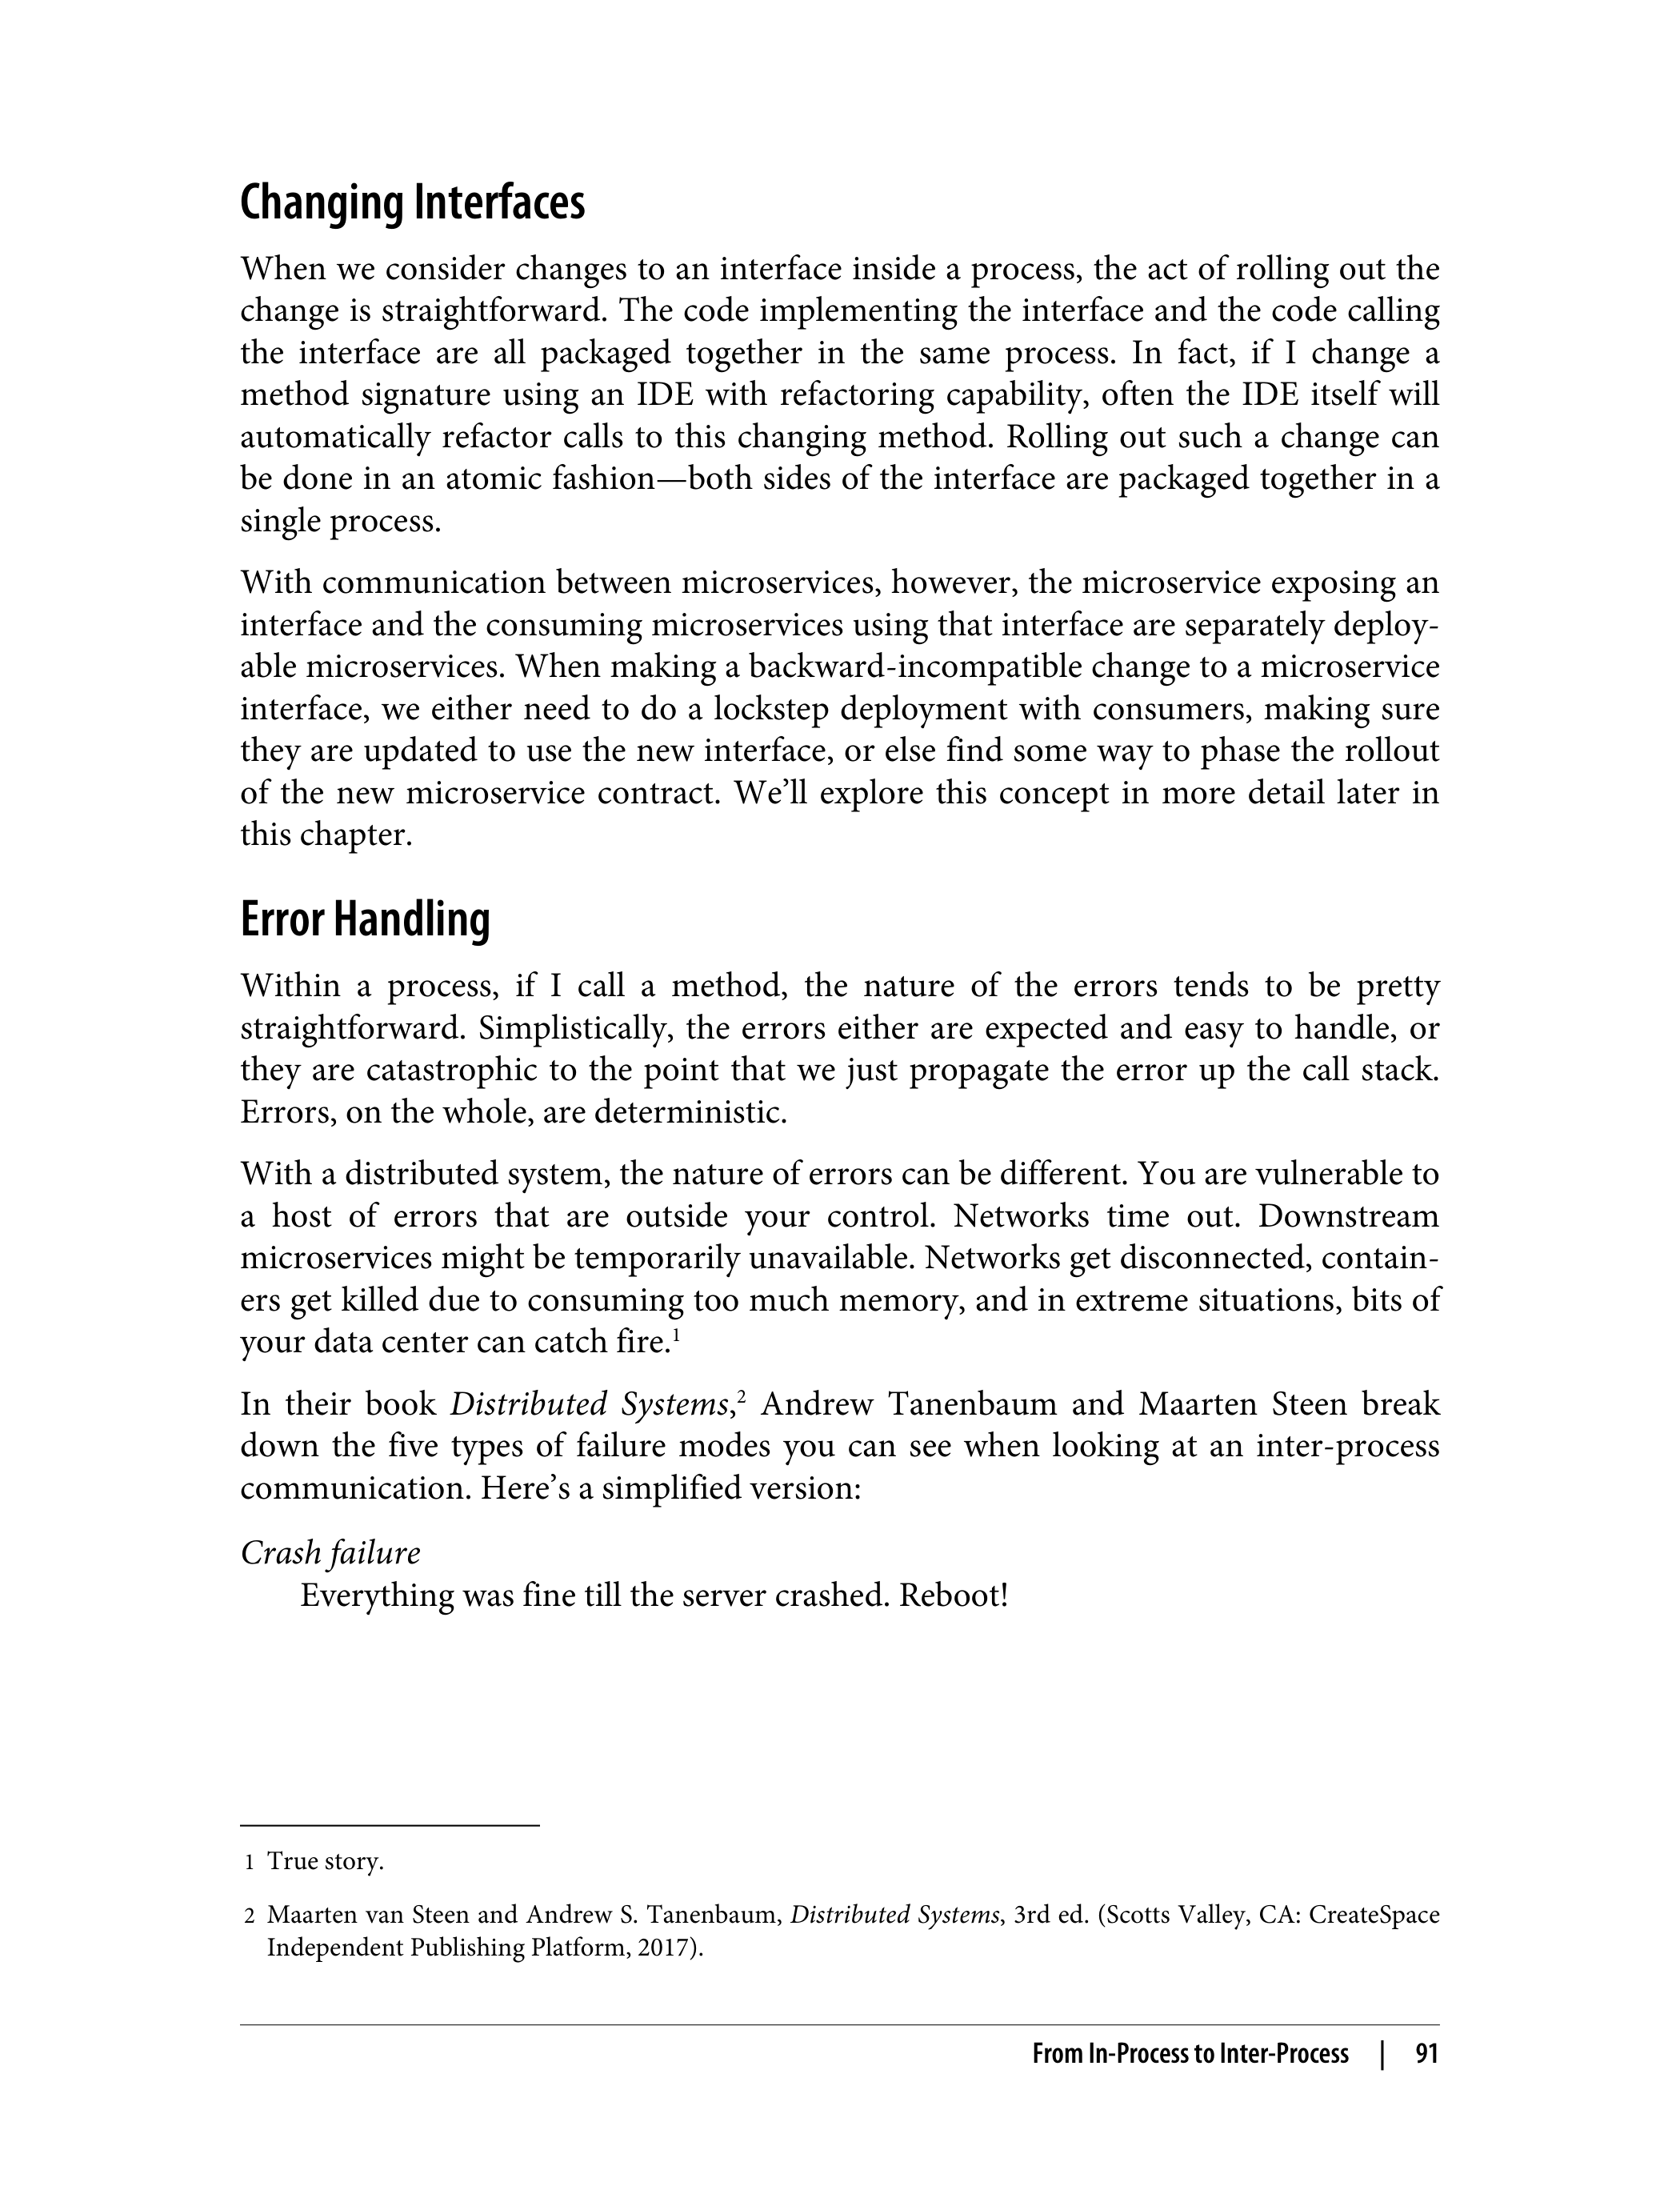 Changing Interfaces
When we consider changes to an interface inside a process, the act of rolling out the
change is straightforward. The code implementing the interface and the code calling
the interface are all packaged together in the same process. In fact, if I change a
method signature using an IDE with refactoring capability, often the IDE itself will
automatically refactor calls to this changing method. Rolling out such a change can
be done in an atomic fashion—both sides of the interface are packaged together in a
single process.
With communication between microservices, however, the microservice exposing an
interface and the consuming microservices using that interface are separately deploy-
able microservices. When making a backward-incompatible change to a microservice
interface, we either need to do a lockstep deployment with consumers, making sure
they are updated to use the new interface, or else find some way to phase the rollout
of the new microservice contract. We’ll explore this concept in more detail later in
this chapter.
Error Handling
Within a process, if I call a method, the nature of the errors tends to be pretty
straightforward. Simplistically, the errors either are expected and easy to handle, or
they are catastrophic to the point that we just propagate the error up the call stack.
Errors, on the whole, are deterministic.
With a distributed system, the nature of errors can be different. You are vulnerable to
a host of errors that are outside your control. Networks time out. Downstream
microservices might be temporarily unavailable. Networks get disconnected, contain-
ers get killed due to consuming too much memory, and in extreme situations, bits of
your data center can catch fire.1
In their book Distributed Systems,2 Andrew Tanenbaum and Maarten Steen break
down the five types of failure modes you can see when looking at an inter-process
communication. Here’s a simplified version:
Crash failure
Everything was fine till the server crashed. Reboot!
1 True story.
2 Maarten van Steen and Andrew S. Tanenbaum, Distributed Systems, 3rd ed. (Scotts Valley, CA: CreateSpace
Independent Publishing Platform, 2017).
From In-Process to Inter-Process | 91